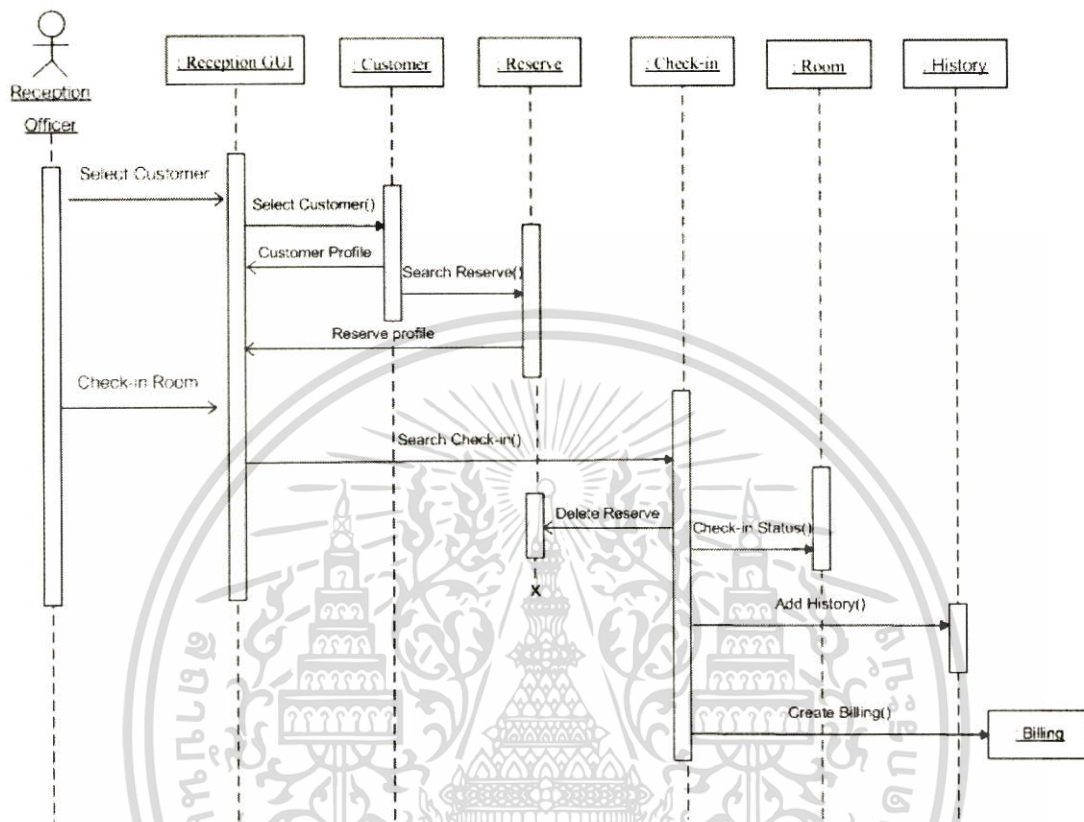 : Reception GUI
: Customer
: Reserve
: Check-in
: Room
: History
Reception
Officer
Select Customer
Select Customer()
Customer Profile
Search Reserve()
Reserve profile
Check-in Room
Search Check-in()
Delete Reserve
Check-in Status()
X
Add History()
Create Billing()
: Billing